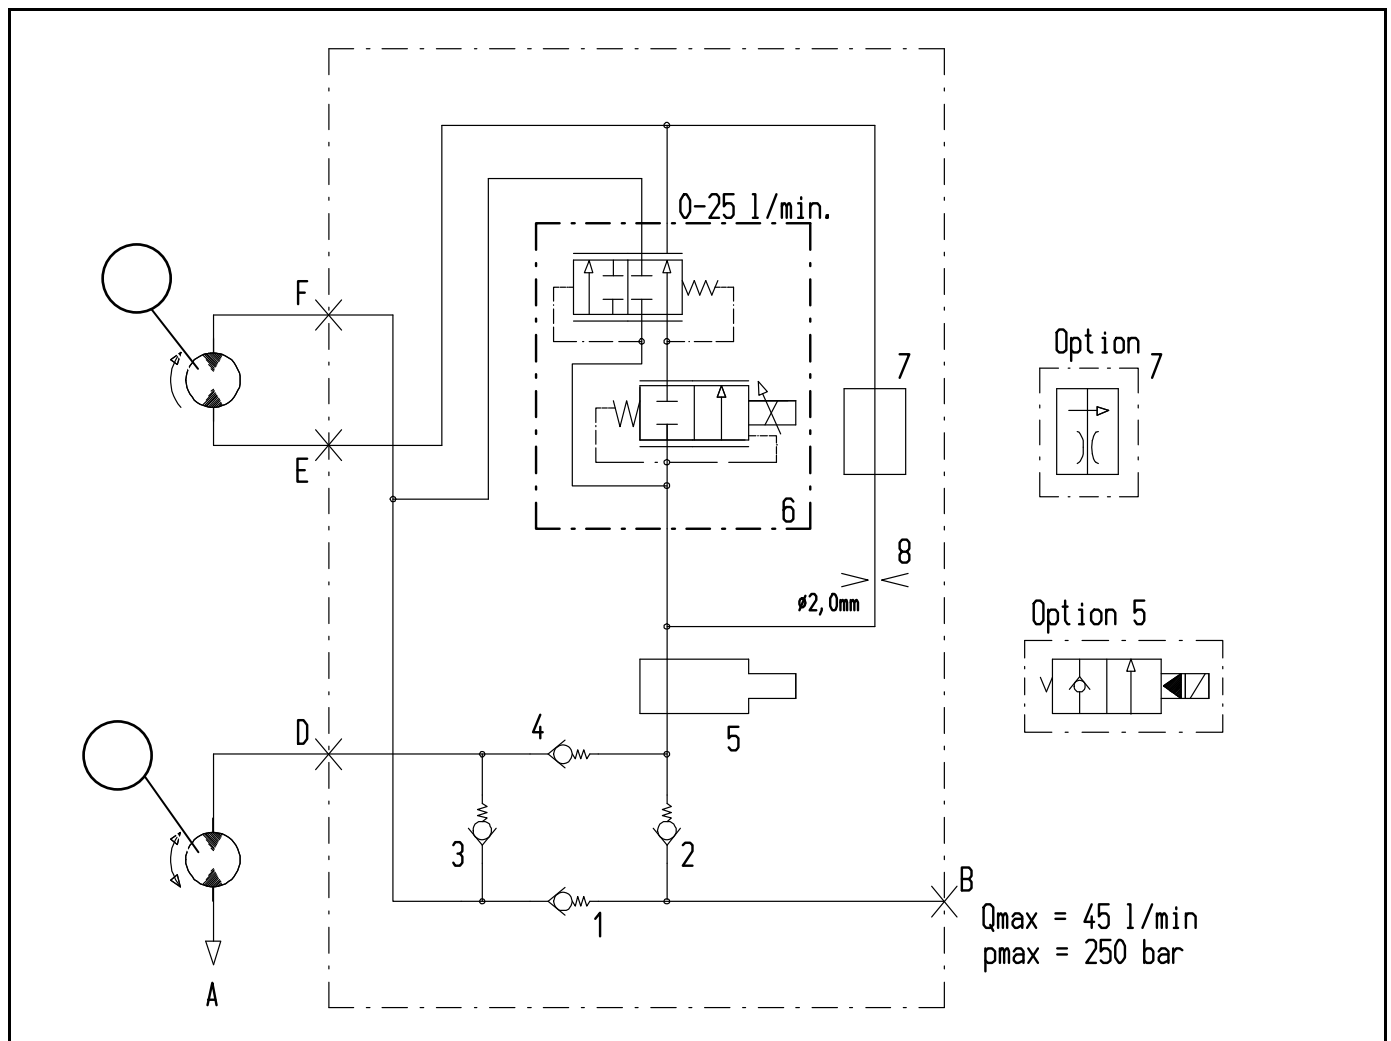 0-25 l/min.
F
Option
7
7
E
6
8
ø2,0mm
Option 5
D
4
5
3
2
B
1
Qmax = 45 l/min
pmax = 250 bar
A